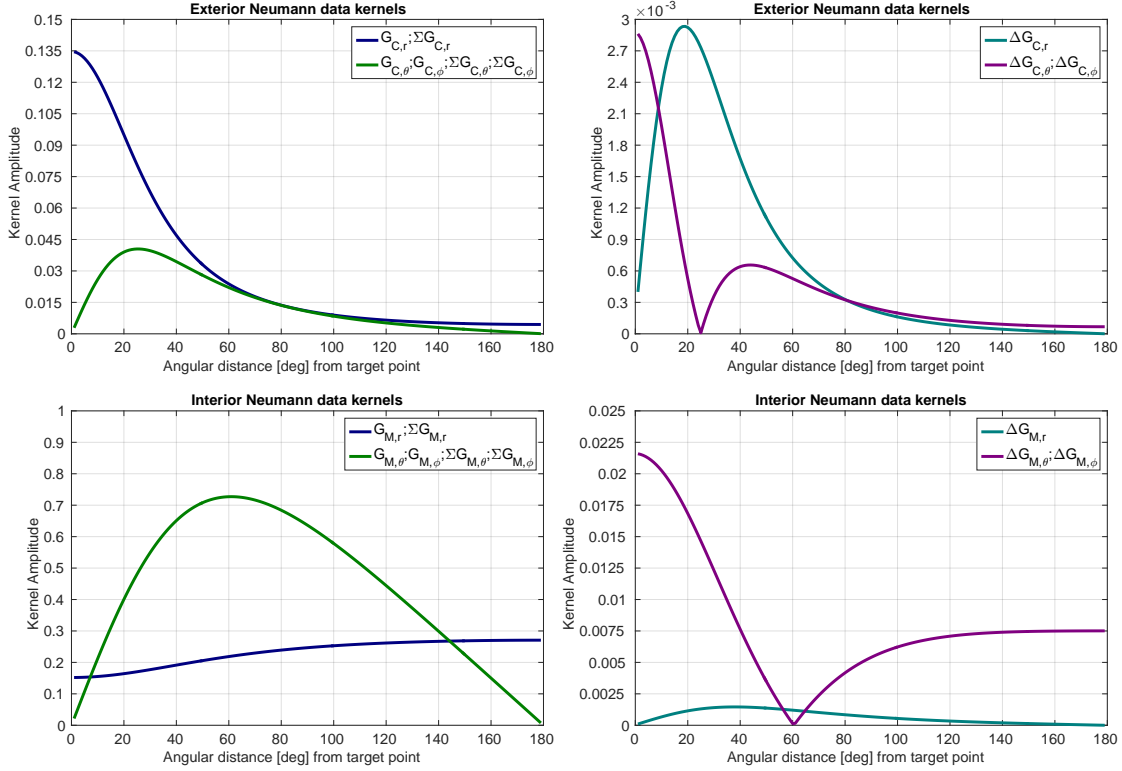 Exterior Neumann data kernels
Kernel Amplitude
0.15
0.135
0.12
0.105
0.09
0.075
0.06
0.045
0.03
0.015
0
G_{C,r};ΣG_{C,r}
G_{C,θ};G_{C,ϕ};ΣG_{C,θ};ΣG_{C,ϕ}
0 20 40 60 80 100 120 140 160 180
Angular distance [deg] from target point
Exterior Neumann data kernels
×10^{-3}
Kernel Amplitude
3
2.7
2.4
2.1
1.8
1.5
1.2
0.9
0.6
0.3
0
ΔG_{C,r}
ΔG_{C,θ};ΔG_{C,ϕ}
0 20 40 60 80 100 120 140 160 180
Angular distance [deg] from target point
Interior Neumann data kernels
Kernel Amplitude
1
0.9
0.8
0.7
0.6
0.5
0.4
0.3
0.2
0.1
0
G_{M,r};ΣG_{M,r}
G_{M,θ};G_{M,ϕ};ΣG_{M,θ};ΣG_{M,ϕ}
0 20 40 60 80 100 120 140 160 180
Angular distance [deg] from target point
Interior Neumann data kernels
Kernel Amplitude
0.025
0.0225
0.02
0.0175
0.015
0.0125
0.01
0.0075
0.005
0.0025
0
ΔG_{M,r}
ΔG_{M,θ};ΔG_{M,ϕ}
0 20 40 60 80 100 120 140 160 180
Angular distance [deg] from target point